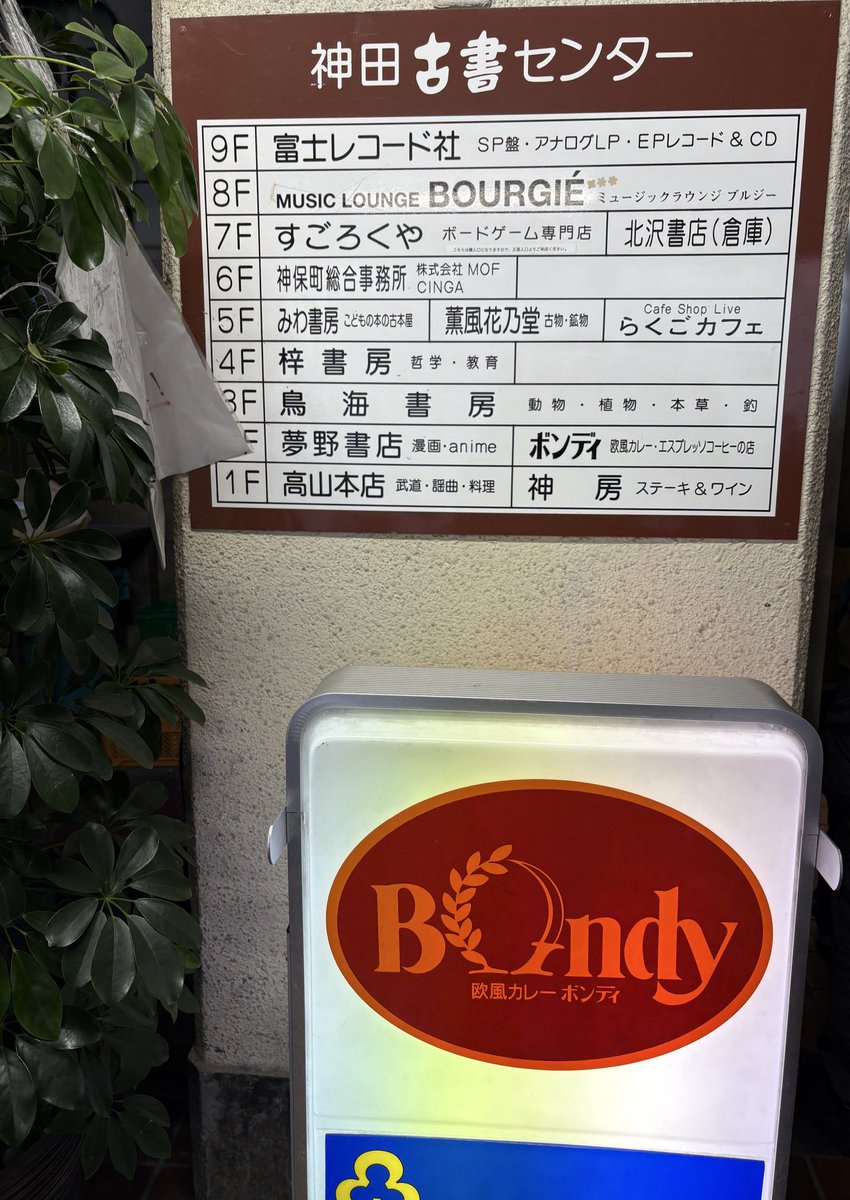 神田古書センター
9F 富士レコード社 SP盤・アナログLP・EPレコード & CD
8F MUSIC LOUNGE BOURGIÉ ミュージックラウンジ ブルジー
7F すごろくや ボードゲーム専門店 北沢書店(倉庫)
6F 神保町総合事務所 株式会社 MOF
CINGA
5F みわ書房 こどもの本の古本屋 薫風花乃堂 古物・鉱物 Cafe Shop Live
らくごカフェ
4F 梓書房 哲学・教育
3F 鳥海書房 動物・植物・本草・釣
F 夢野書店 漫画・anime ボンディ 欧風カレー・エスプレッソコーヒーの店
1F 高山本店 武道・謡曲・料理 神房 ステーキ&ワイン
Bondy
欧風カレー ボンディ